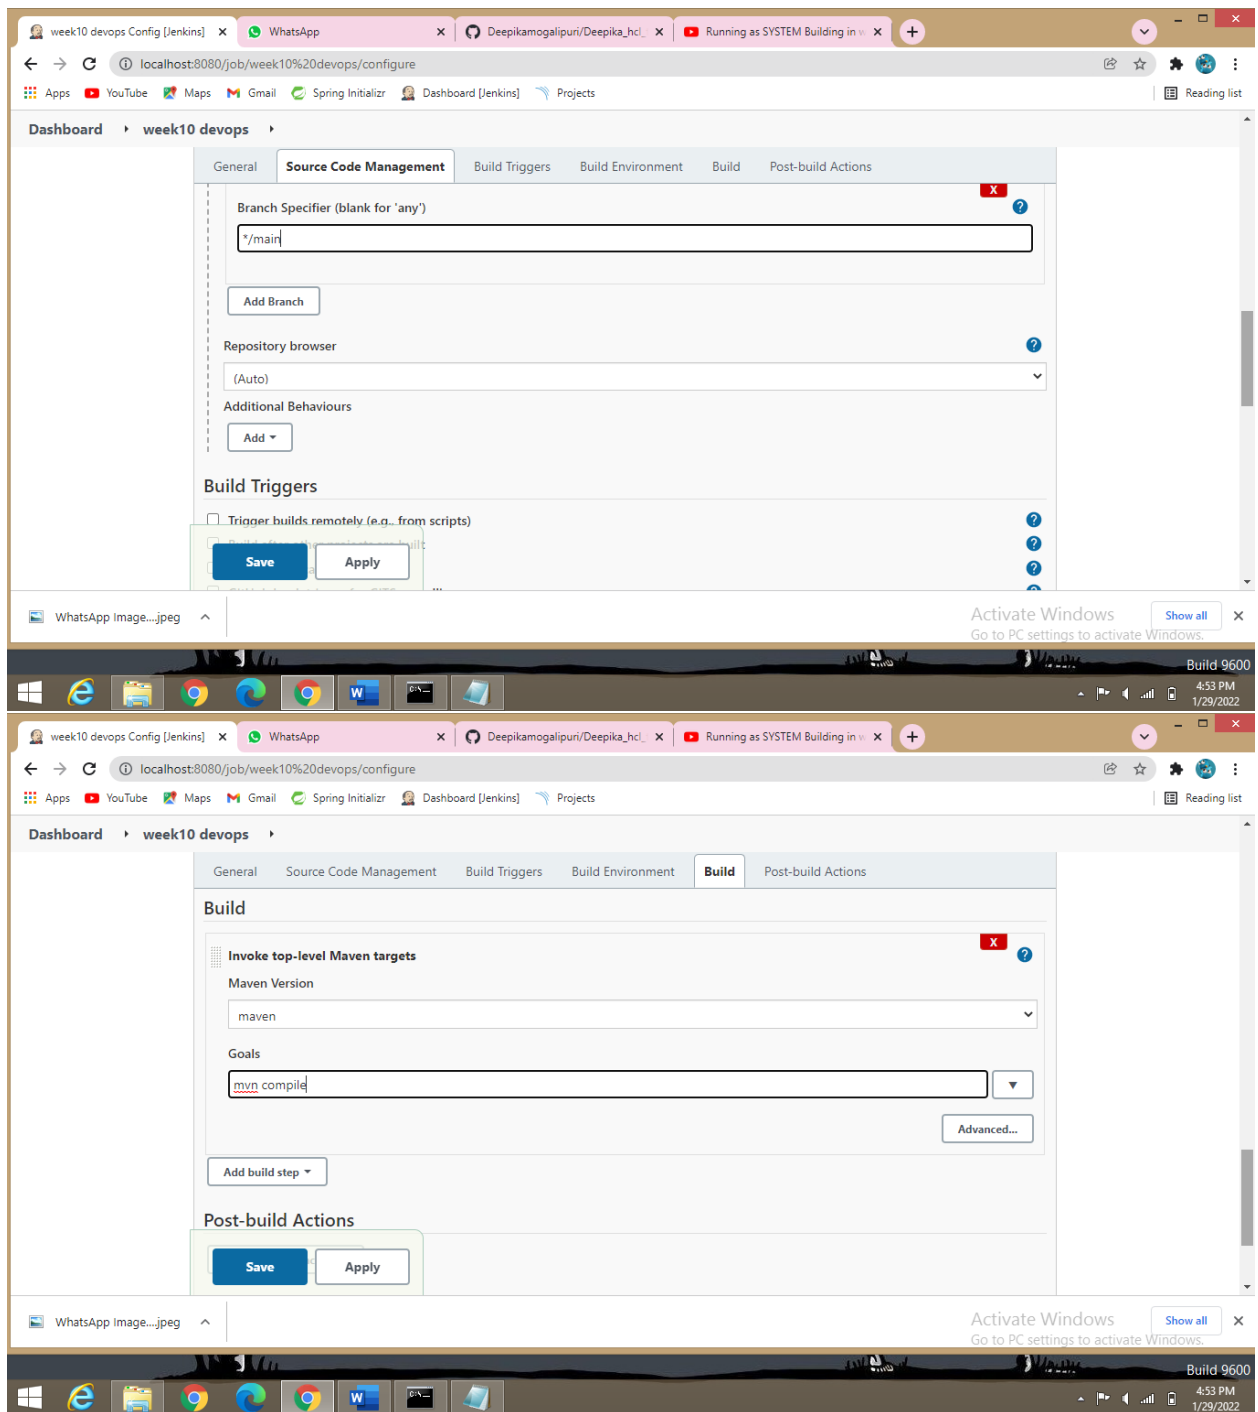 week10 devops Config [Jenkins]
WhatsApp
Deepikamogalipuri/Deepika_hcl_
Running as SYSTEM Building in w
localhost:8080/job/week10%20devops/configure
Apps YouTube Maps Gmail Spring Initializr Dashboard [Jenkins] Projects Reading list
Dashboard week10 devops
General Source Code Management Build Triggers Build Environment Build Post-build Actions
X
Branch Specifier (blank for 'any')
*/main
Add Branch
Repository browser
(Auto)
Additional Behaviours
Add
Build Triggers
Trigger builds remotely (e.g., from scripts)
Build after other projects are built
Save Apply
WhatsApp Image....jpeg
Activate Windows
Go to PC settings to activate Windows.
Show all
Build 9600
4:53 PM
1/29/2022
week10 devops Config [Jenkins]
WhatsApp
Deepikamogalipuri/Deepika_hcl_
Running as SYSTEM Building in w
localhost:8080/job/week10%20devops/configure
Apps YouTube Maps Gmail Spring Initializr Dashboard [Jenkins] Projects Reading list
Dashboard week10 devops
General Source Code Management Build Triggers Build Environment Build Post-build Actions
Build
X
Invoke top-level Maven targets
Maven Version
maven
Goals
mvn compile
Advanced...
Add build step
Post-build Actions
Save Apply
WhatsApp Image....jpeg
Activate Windows
Go to PC settings to activate Windows.
Show all
Build 9600
4:53 PM
1/29/2022